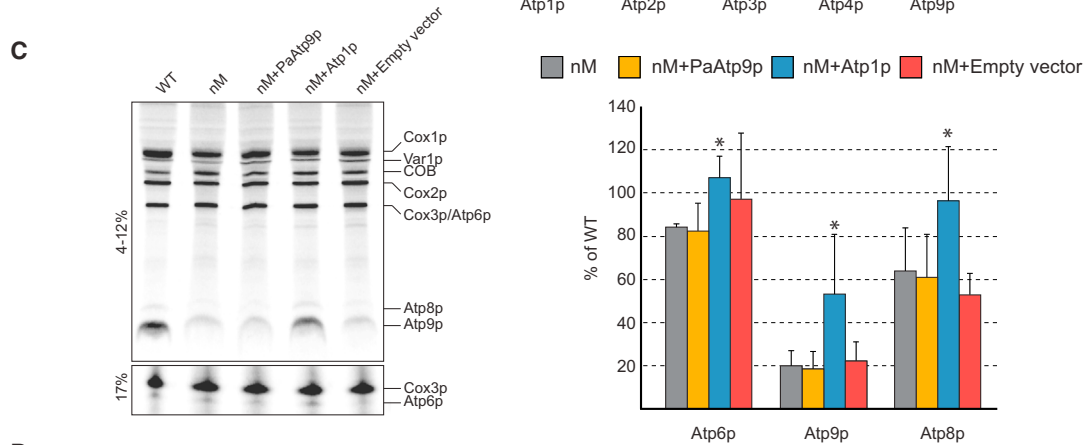 Atp1p Atp2p Atp3p Atp4p Atp9p
C
WT nM nM+PaAtp9p nM+Atp1p nM+Empty vector
4-12%
Cox1p
Var1p
COB
Cox2p
Cox3p/Atp6p
Atp8p
Atp9p
17%
Cox3p
Atp6p
nM nM+PaAtp9p nM+Atp1p nM+Empty vector
% of WT
140
120
100
80
60
40
20
* * *
Atp6p Atp9p Atp8p